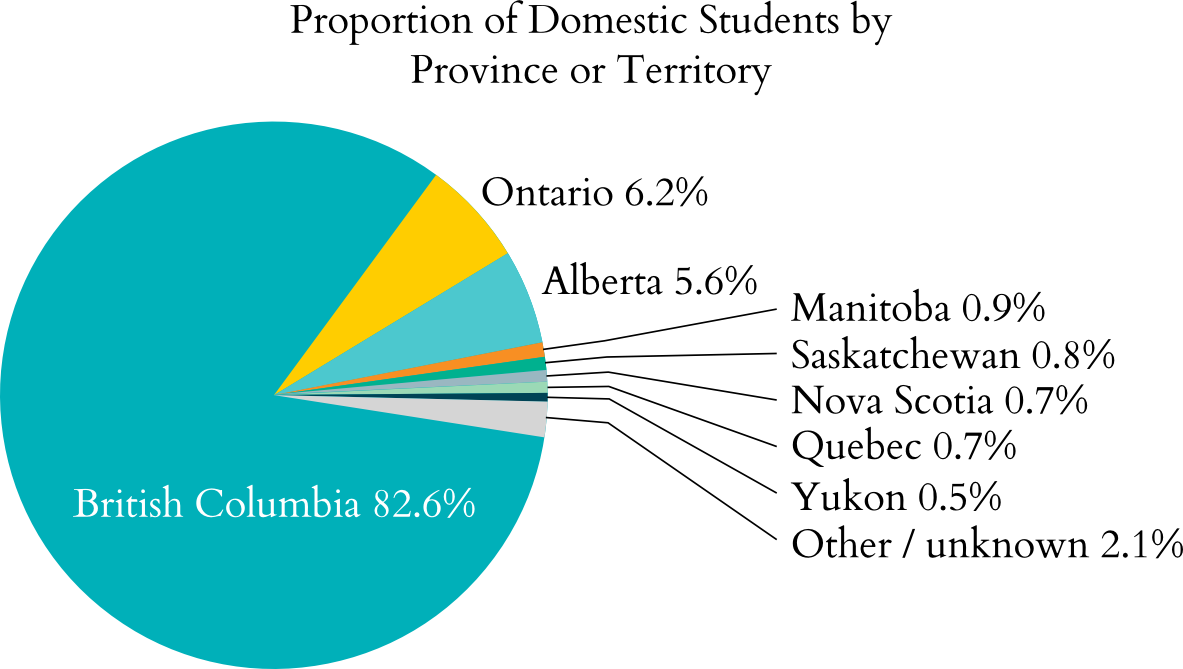 Proportion of Domestic Students by
Province or Territory
Ontario 6.2%
Alberta 5.6%
Manitoba 0.9%
Saskatchewan 0.8%
Nova Scotia 0.7%
Quebec 0.7%
Yukon 0.5%
Other / unknown 2.1%
British Columbia 82.6%